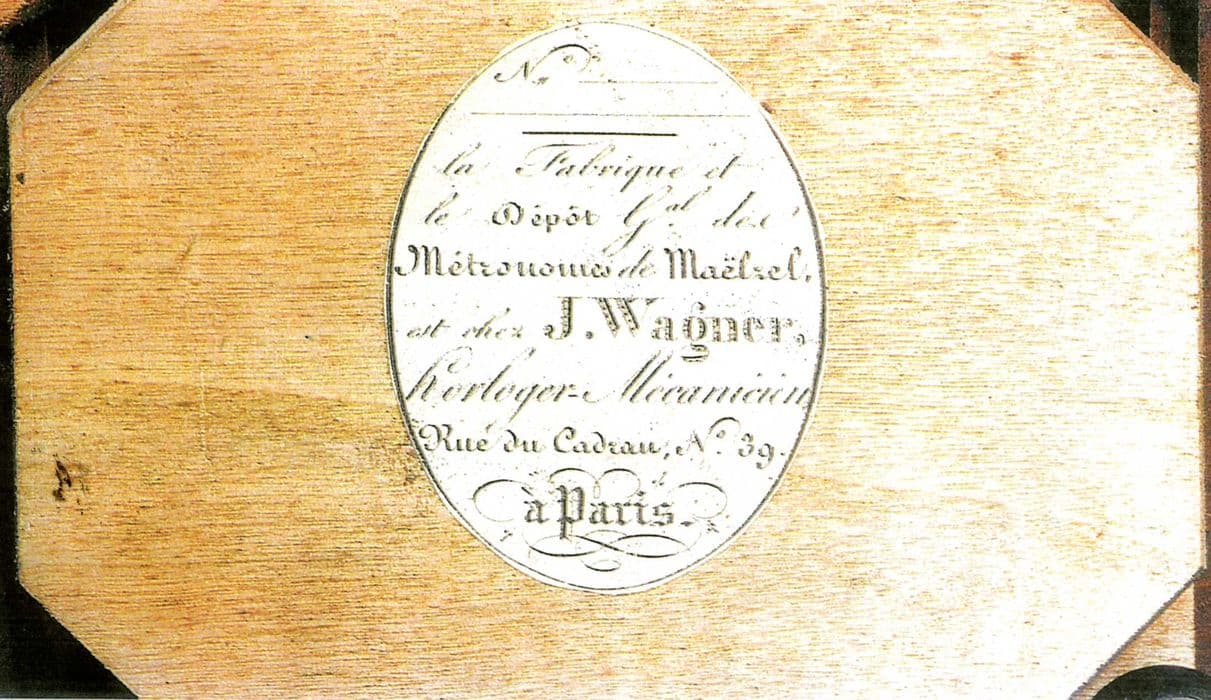 N.º
la Fabrique et
le Dépôt G.al des
Métronomes de Maëlzel,
est chez J. Wagner,
Horloger-Mécanicien
Rue du Cadran, N.º 39.
à Paris.